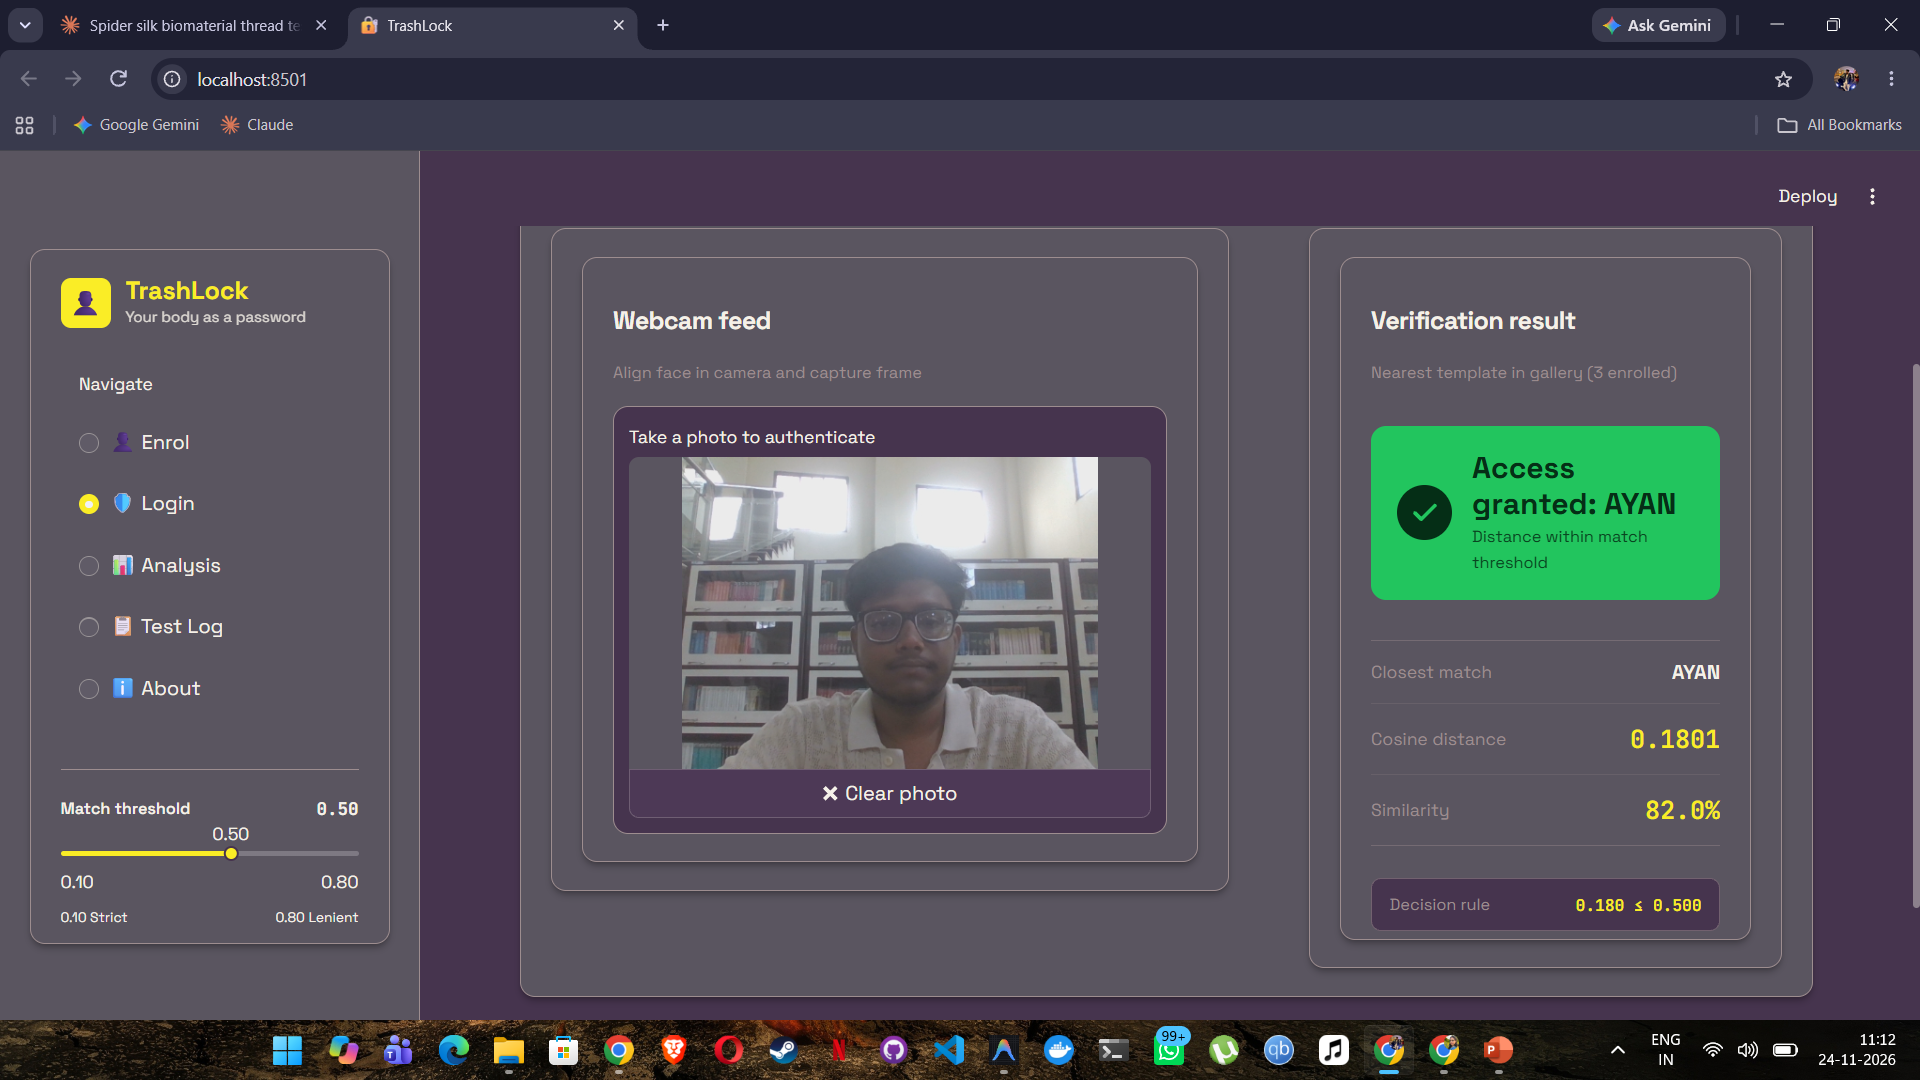 Spider silk biomaterial thread te
TrashLock
Ask Gemini
localhost:8501
Google Gemini
Claude
All Bookmarks
Deploy
TrashLock
Your body as a password
Navigate
Enrol
Login
Analysis
Test Log
About
Match threshold 0.50
0.50
0.10 0.80
0.10 Strict 0.80 Lenient
Webcam feed
Align face in camera and capture frame
Take a photo to authenticate
Clear photo
Verification result
Nearest template in gallery (3 enrolled)
Access
granted: AYAN
Distance within match
threshold
Closest match AYAN
Cosine distance 0.1801
Similarity 82.0%
Decision rule 0.180 ≤ 0.500
99+
qb
ENG
IN
11:12
24-11-2026